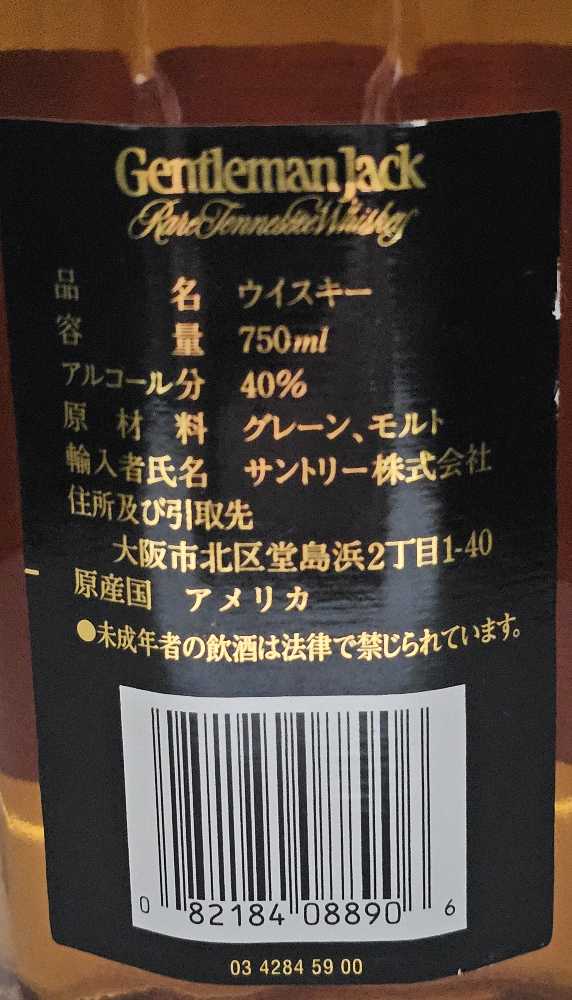 Gentleman Jack
Rare Tennessee Whiskey
品名 ウイスキー
容量 750ml
アルコール分 40%
原材料 グレーン、モルト
輸入者氏名 サントリー株式会社
住所及び引取先
大阪市北区堂島浜2丁目1-40
原産国 アメリカ
●未成年者の飲酒は法律で禁じられています。
0 82184 08890 6
03 4284 59 00